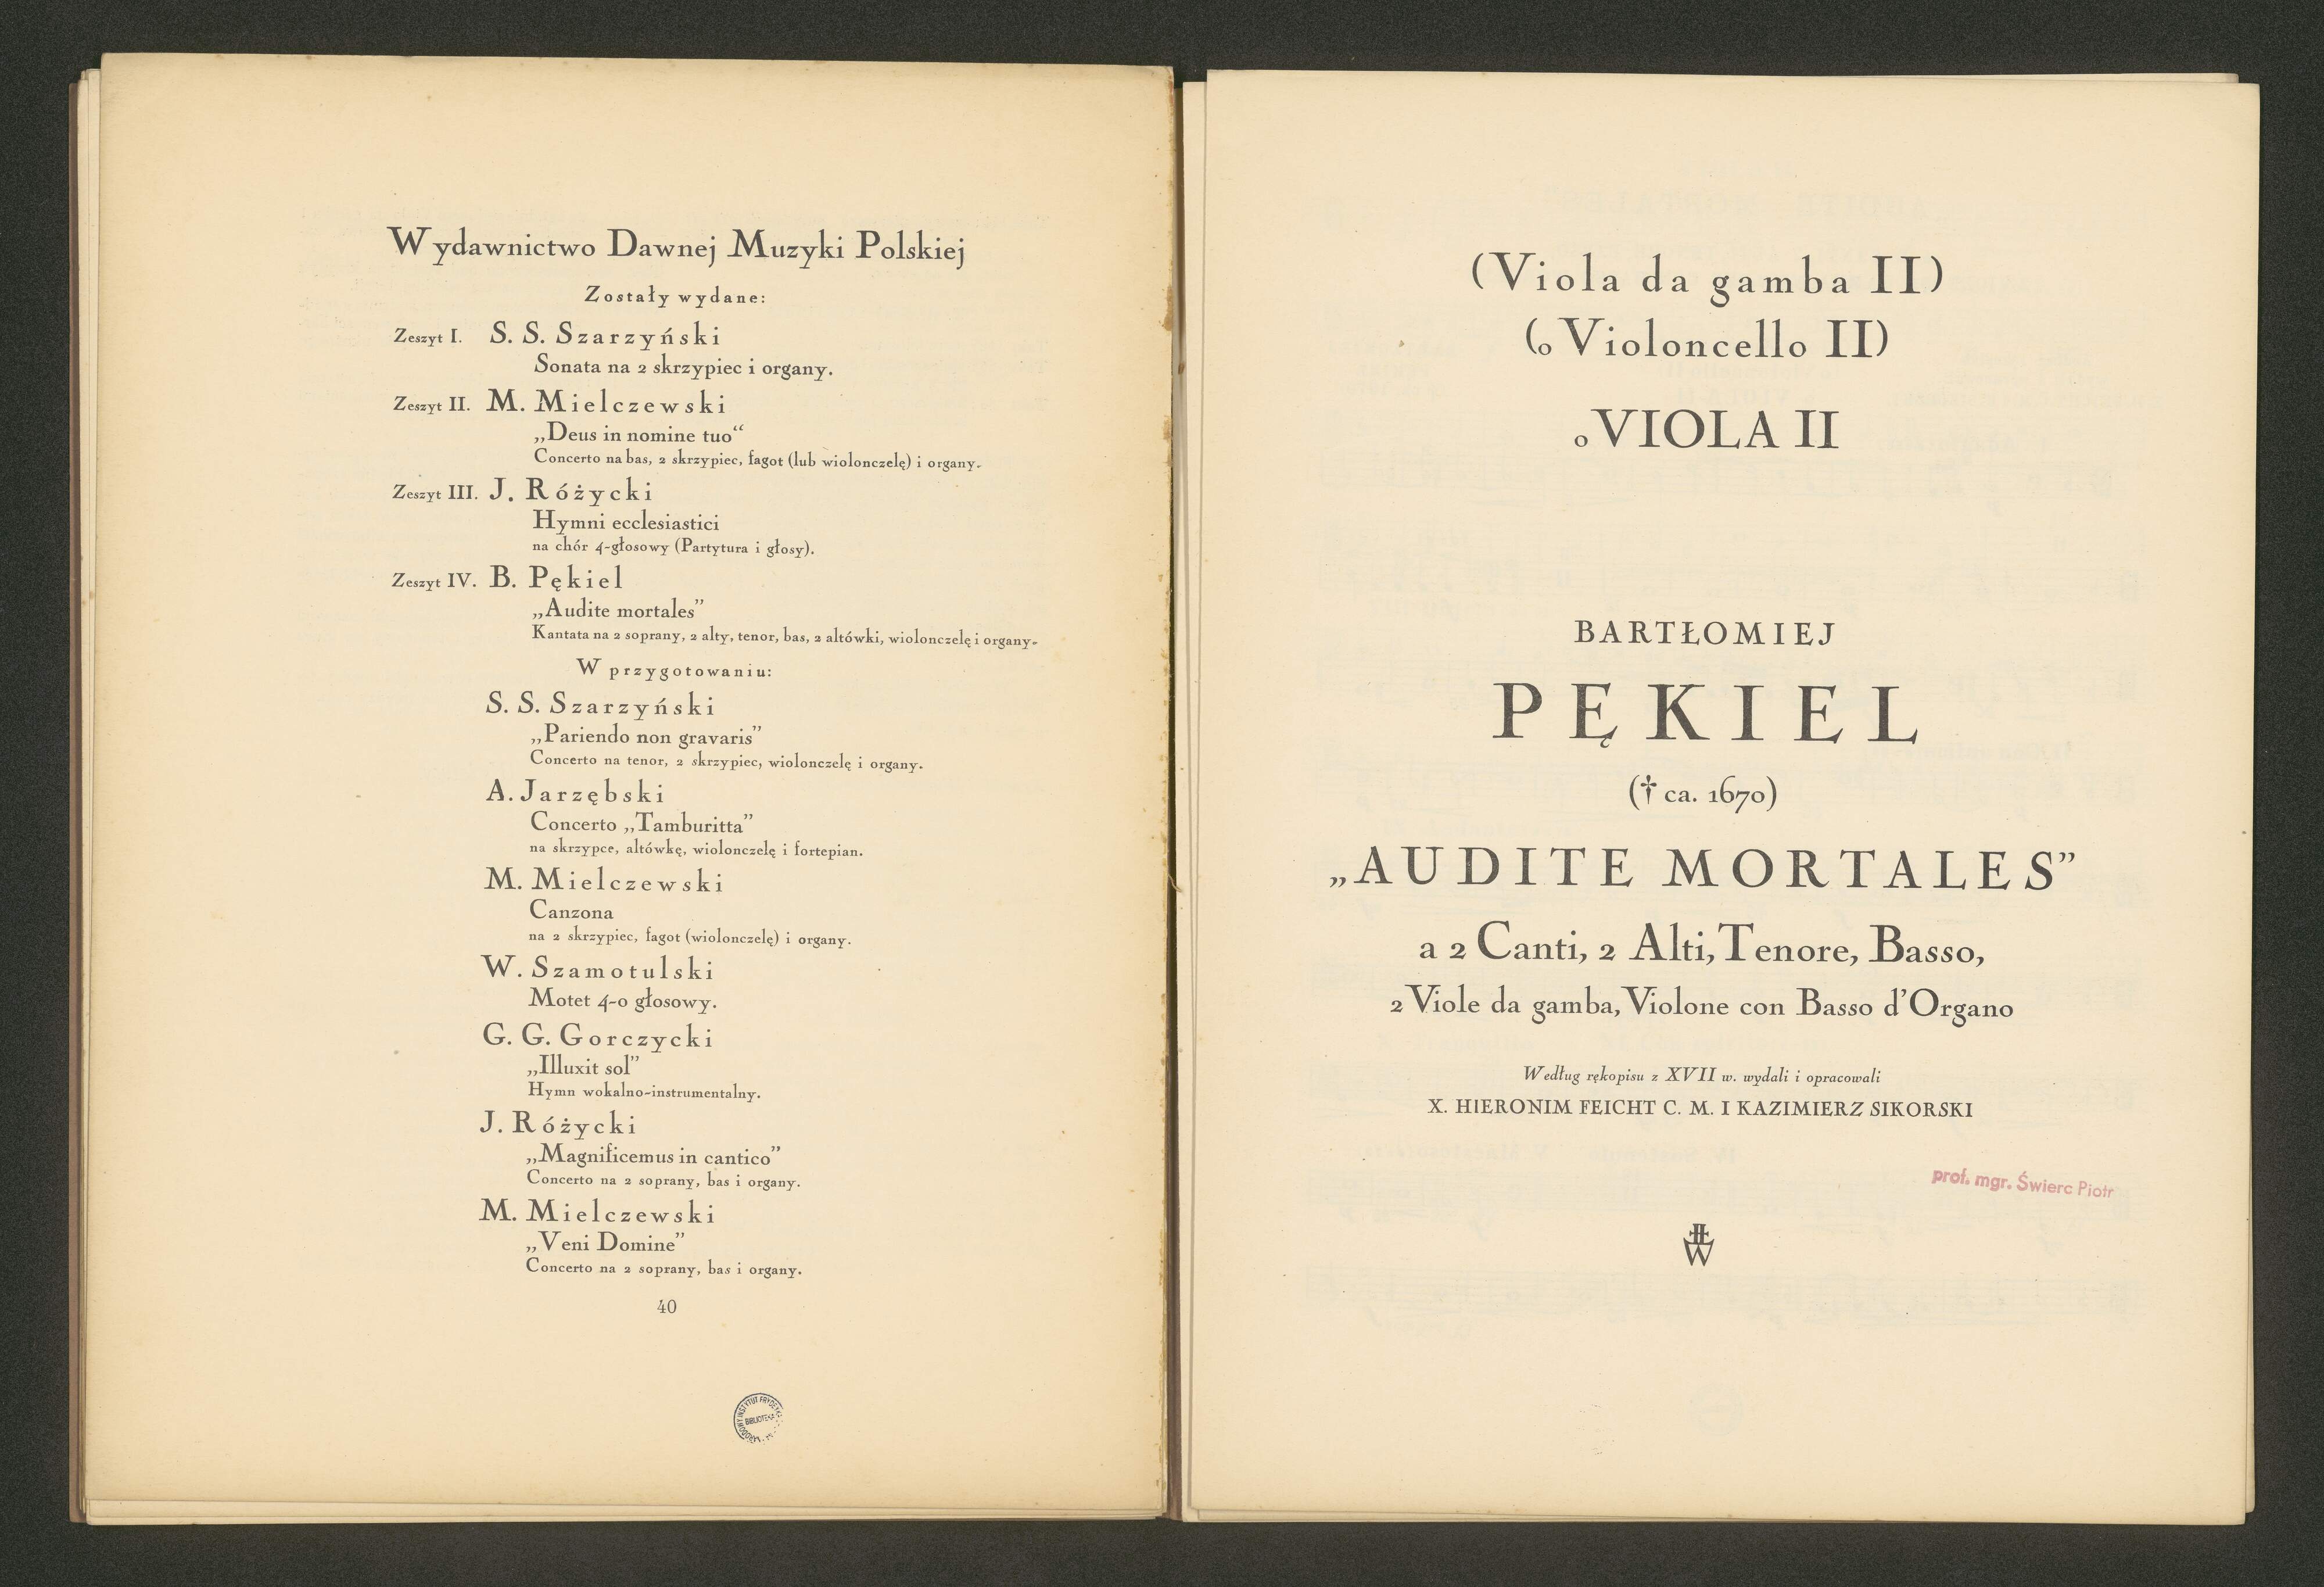 Wydawnictwo Dawnej Muzyki Polskiej
Zostały wydane:
Zeszyt I. S. S. Szarzyński
Sonata na 2 skrzypiec i organy.
Zeszyt II. M. Mielczewski
„Deus in nomine tuo“
Concerto na bas, 2 skrzypiec, fagot (lub wiolonczelę) i organy.
Zeszyt III. J. Różycki
Hymni ecclesiastici
na chór 4-głosowy (Partytura i głosy).
Zeszyt IV. B. Pękiel
„Audite mortales”
Kantata na 2 soprany, 2 alty, tenor, bas, 2 altówki, wiolonczelę i organy.
W przygotowaniu:
S. S. Szarzyński
„Pariendo non gravaris”
Concerto na tenor, 2 skrzypiec, wiolonczelę i organy.
A. Jarzębski
Concerto „Tamburitta”
na skrzypce, altówkę, wiolonczelę i fortepian.
M. Mielczewski
Canzona
na 2 skrzypiec, fagot (wiolonczelę) i organy.
W. Szamotulski
Motet 4-o głosowy.
G. G. Gorczycki
„Illuxit sol”
Hymn wokalno-instrumentalny.
J. Różycki
„Magnificemus in cantico”
Concerto na 2 soprany, bas i organy.
M. Mielczewski
„Veni Domine”
Concerto na 2 soprany, bas i organy.
40
BIBLIOTEKA
(Viola da gamba II)
(o Violoncello II)
o VIOLA II
BARTŁOMIEJ
PĘKIEL
(† ca. 1670)
„AUDITE MORTALES”
a 2 Canti, 2 Alti, Tenore, Basso,
2 Viole da gamba, Violone con Basso d'Organo
Według rękopisu z XVII w. wydali i opracowali
X. HIERONIM FEICHT C. M. I KAZIMIERZ SIKORSKI
prof. mgr. Świerc Piotr